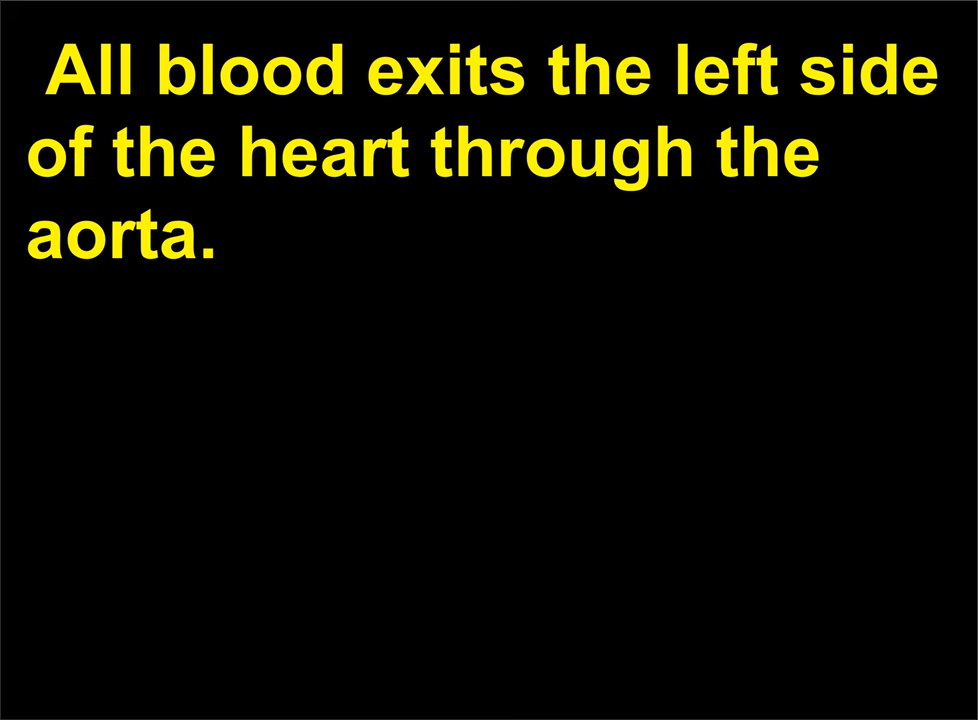 All blood exits the left side
of the heart through the
aorta.